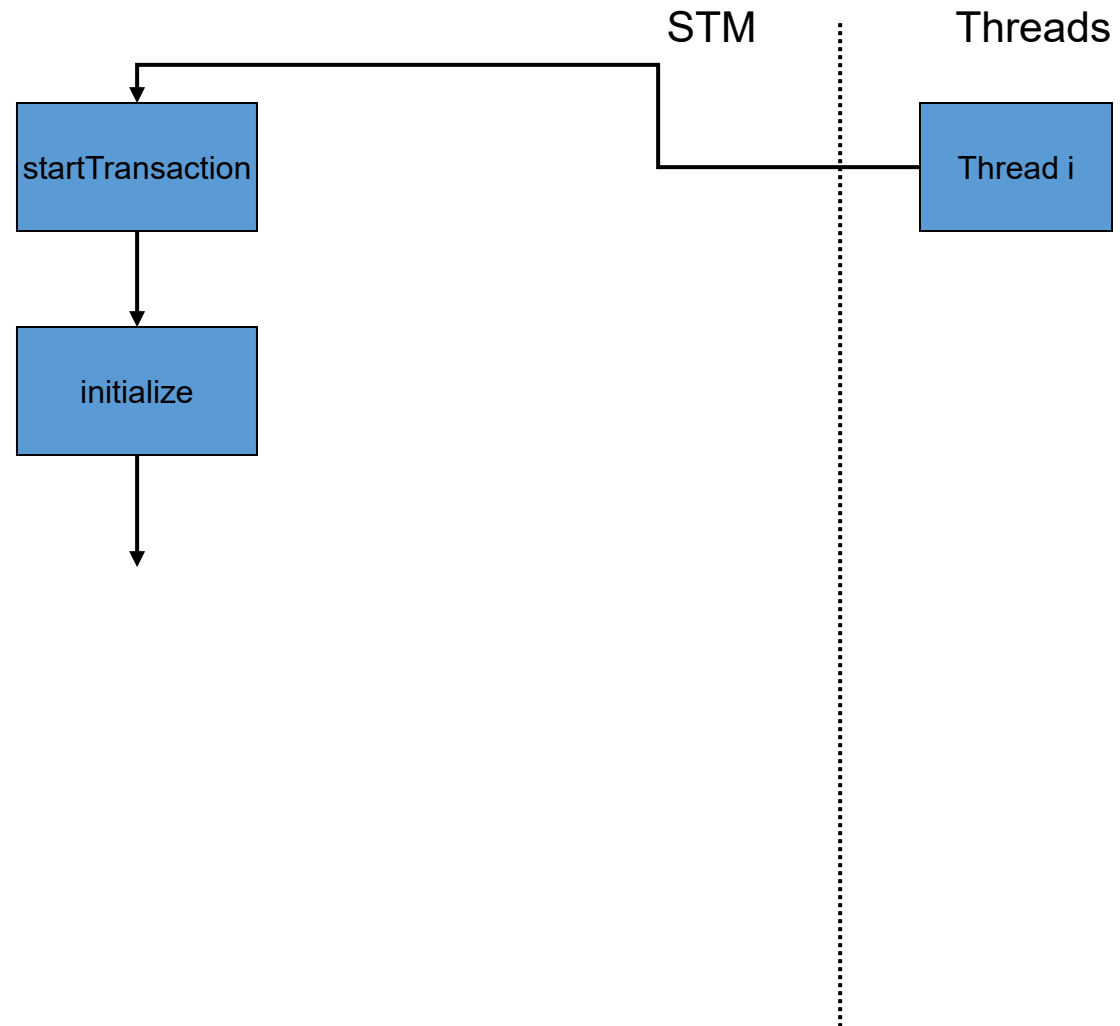 STM
Threads
startTransaction
Thread i
initialize